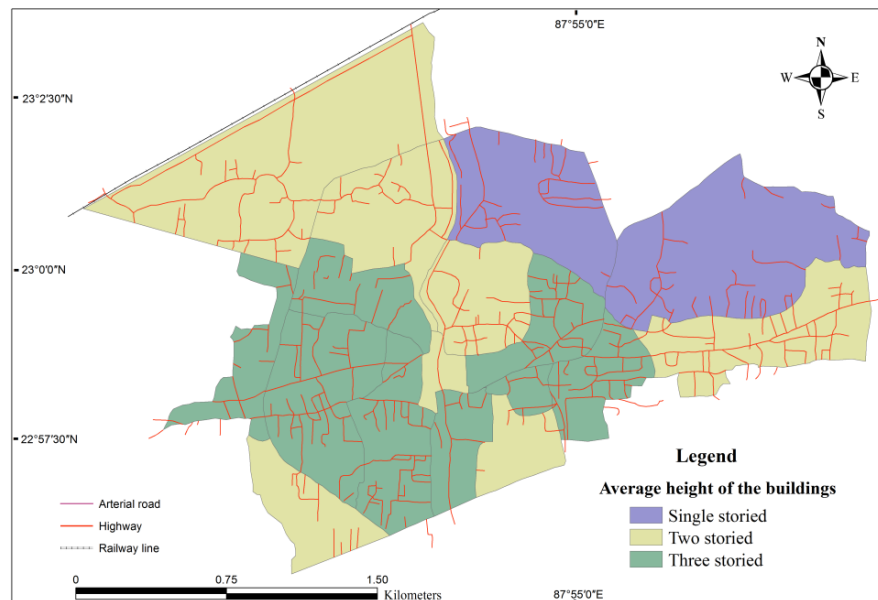 87°55'0"E
N
W E
S
23°2'30"N
23°0'0"N
22°57'30"N
Legend
Average height of the buildings
Single storied
Two storied
Three storied
Arterial road
Highway
Railway line
0 0.75 1.50
Kilometers
87°55'0"E